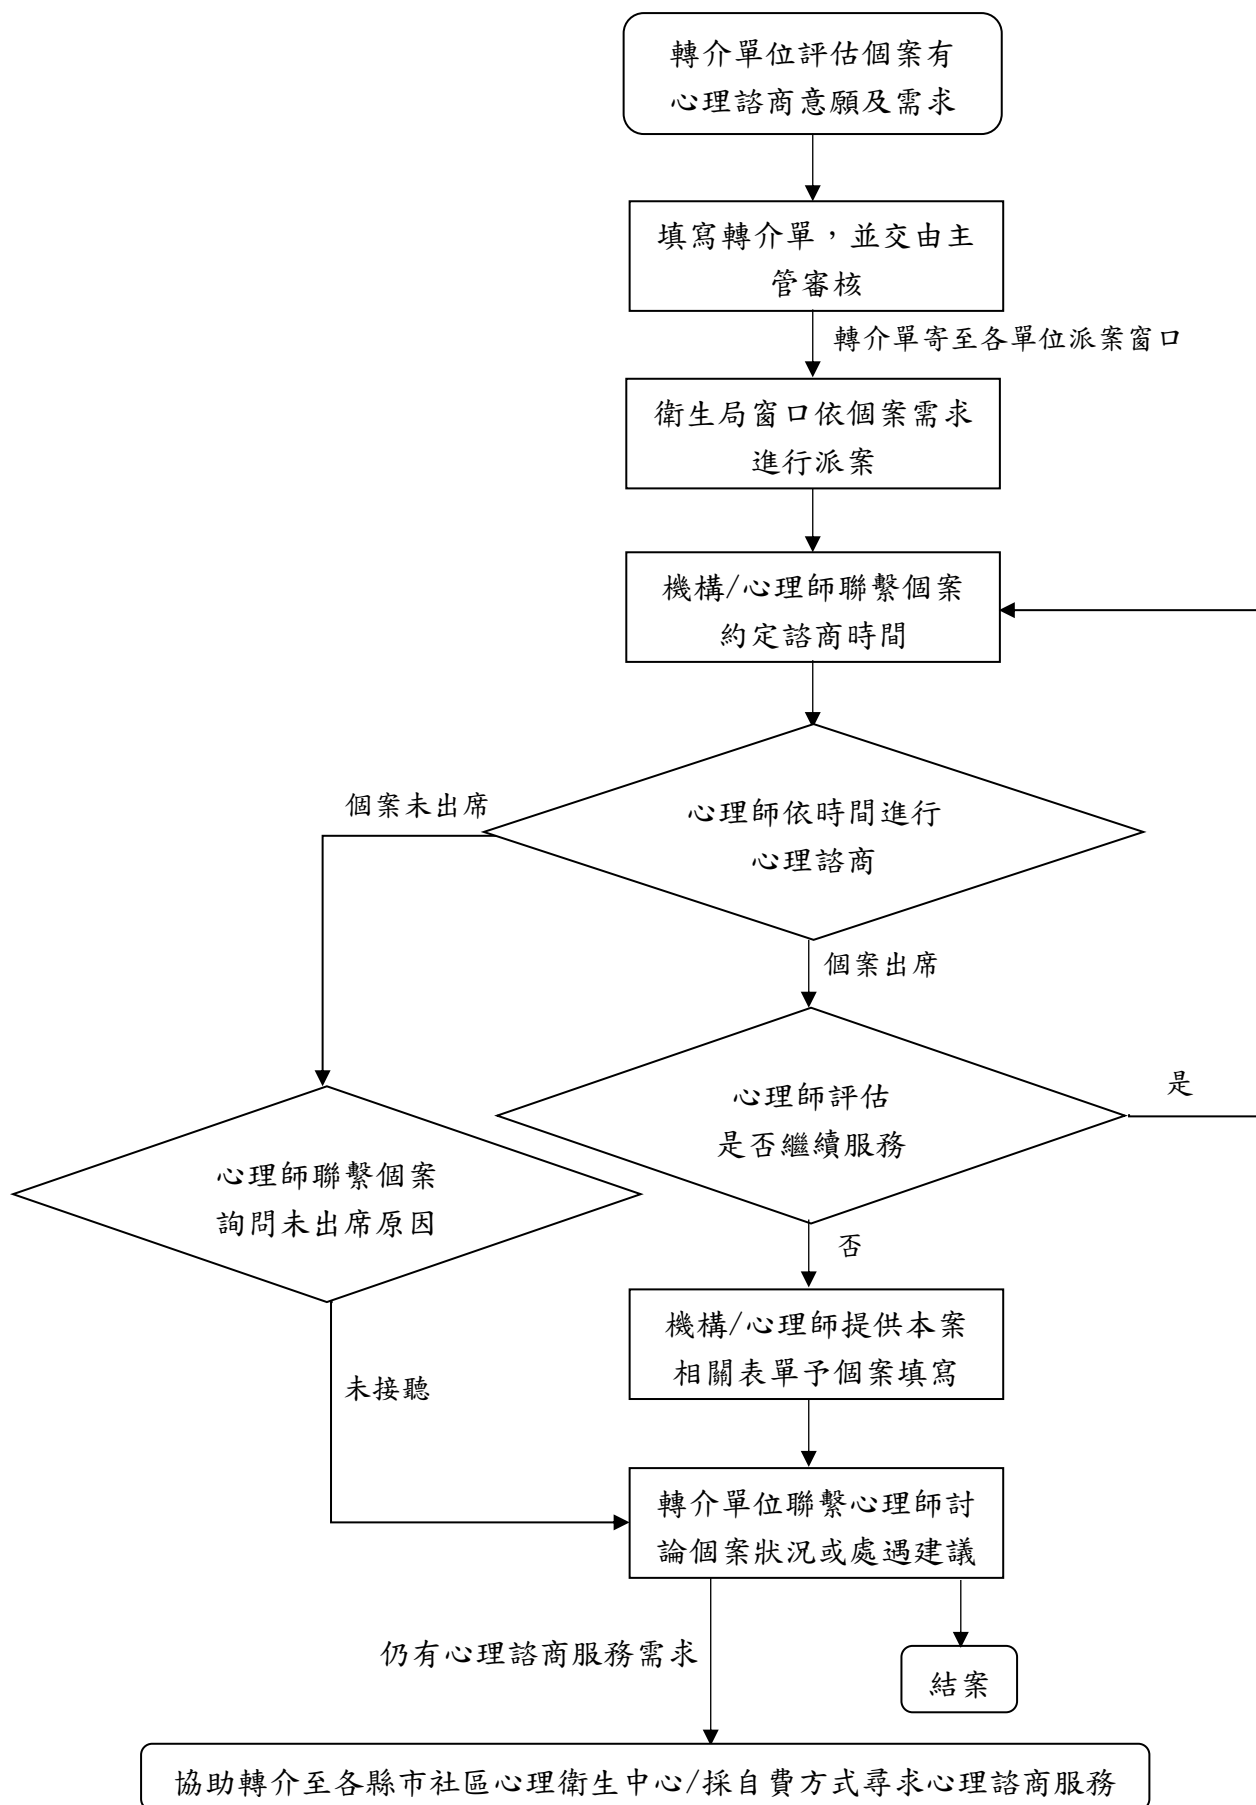 轉介單位評估個案有
心理諮商意願及需求
填寫轉介單，並交由主
管審核
轉介單寄至各單位派案窗口
衛生局窗口依個案需求
進行派案
機構/心理師聯繫個案
約定諮商時間
個案未出席
心理師依時間進行
心理諮商
個案出席
心理師評估
是否繼續服務
是
心理師聯繫個案
詢問未出席原因
否
機構/心理師提供本案
相關表單予個案填寫
未接聽
轉介單位聯繫心理師討
論個案狀況或處遇建議
仍有心理諮商服務需求
結案
協助轉介至各縣市社區心理衛生中心/採自費方式尋求心理諮商服務